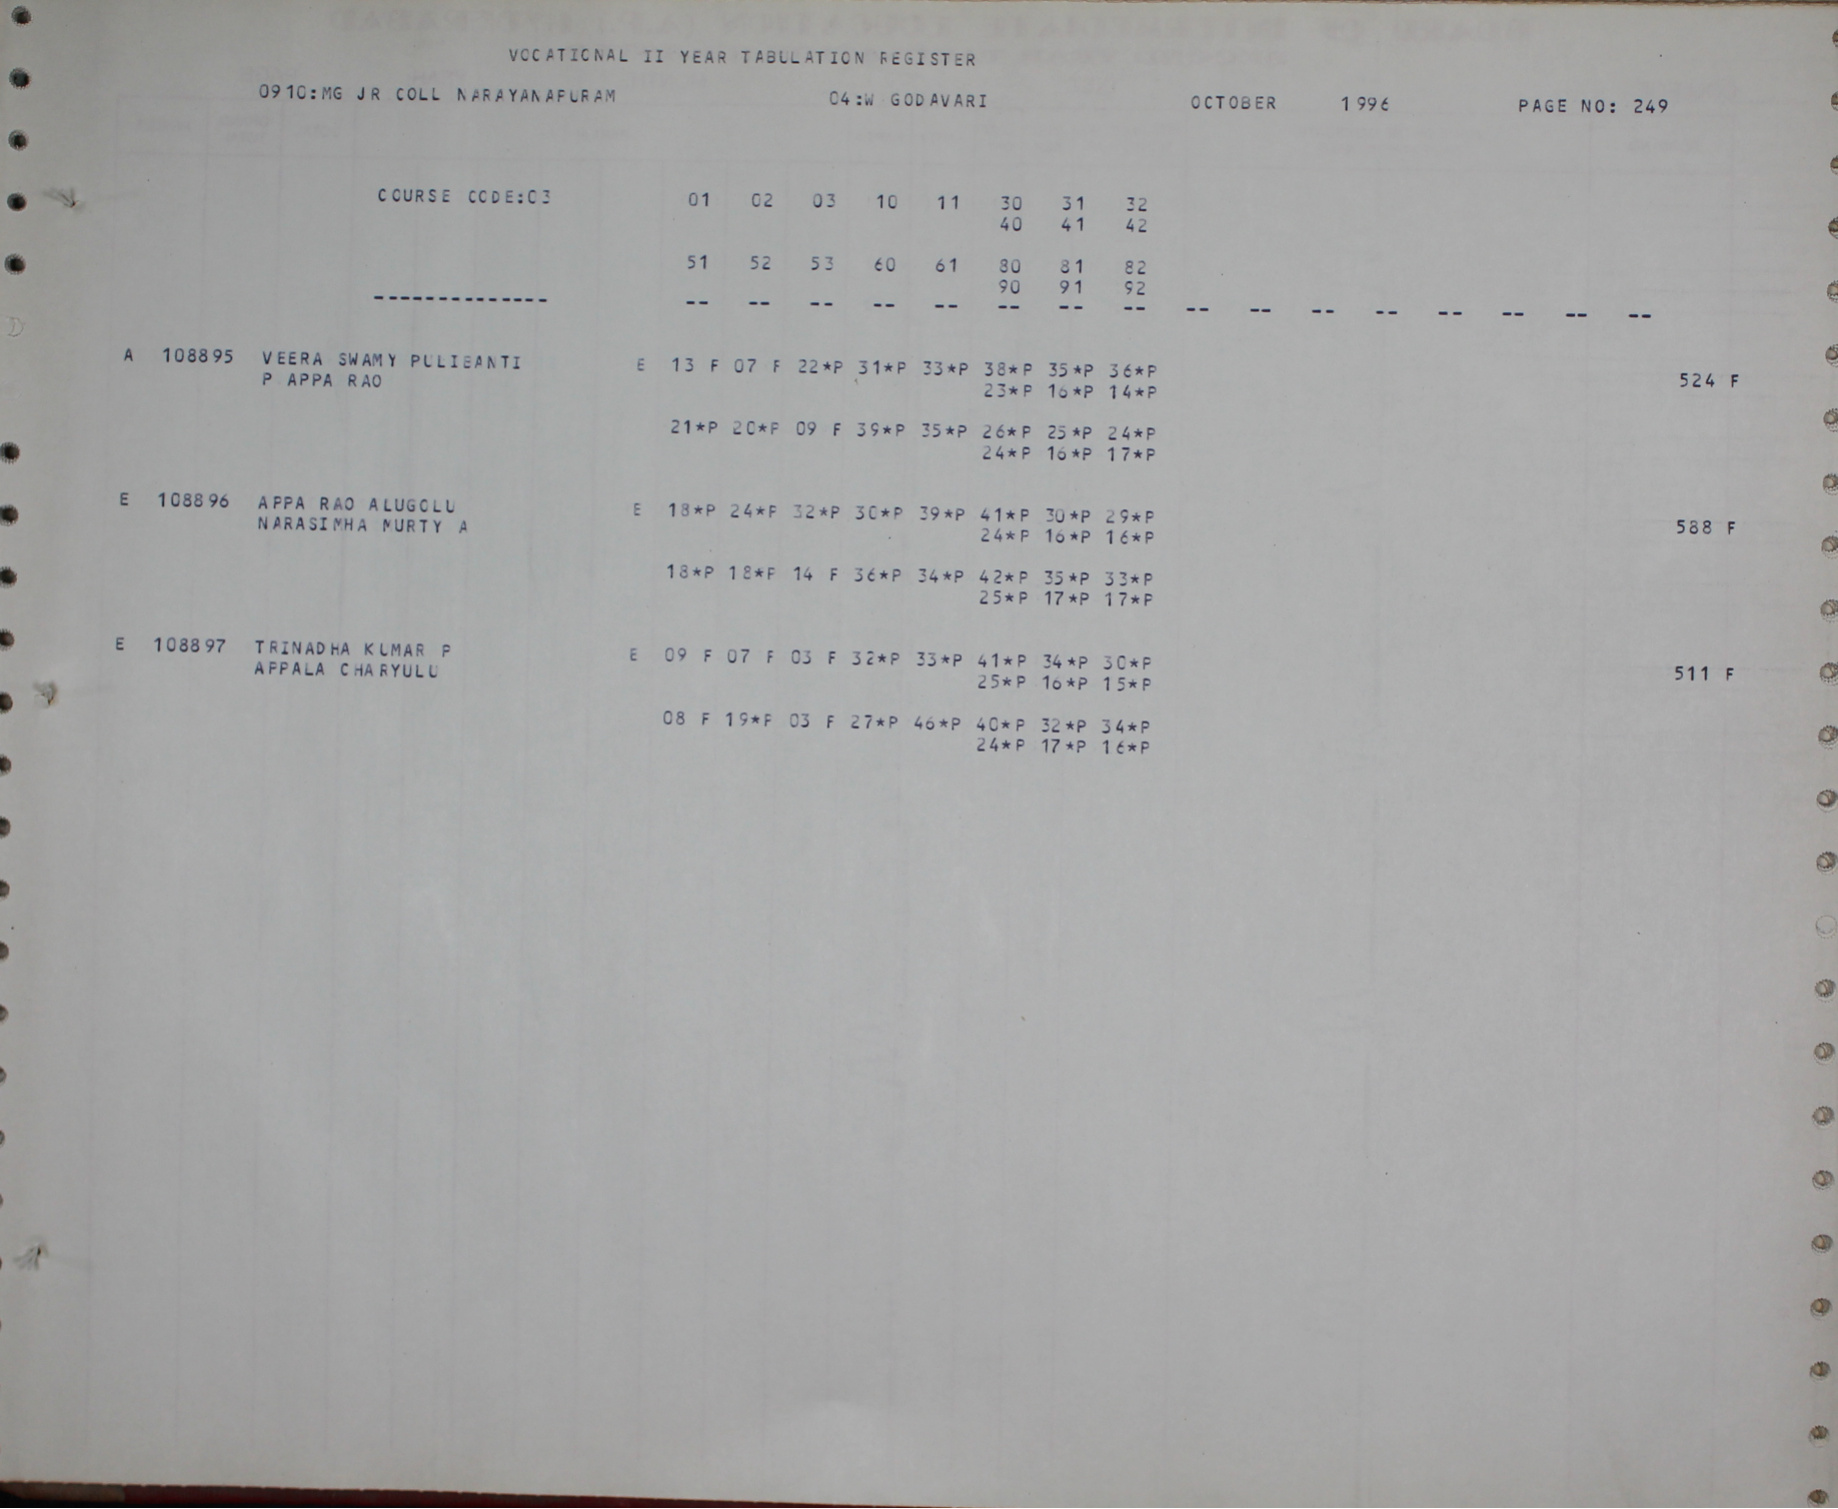 VOCATIONAL II YEAR TABULATION REGISTER
0910:MG JR COLL NARAYANAPURAM 04:W GODAVARI OCTOBER 1996 PAGE NO: 249
COURSE CODE:03 01 02 03 10 11 30 31 32
40 41 42
51 52 53 60 61 80 81 82
90 91 92
-------------- -- -- -- -- -- -- -- -- -- -- -- -- -- -- -- --
A 108895 VEERA SWAMY PULIBANTI E 13 F 07 F 22*P 31*P 33*P 38*P 35*P 36*P
P APPA RAO 23*P 16*P 14*P 524 F
21*P 20*P 09 F 39*P 35*P 26*P 25*P 24*P
24*P 16*P 17*P
E 108896 APPA RAO ALUGOLU E 18*P 24*P 32*P 30*P 39*P 41*P 30*P 29*P
NARASIMHA MURTY A 24*P 16*P 16*P 588 F
18*P 18*P 14 F 36*P 34*P 42*P 35*P 33*P
25*P 17*P 17*P
E 108897 TRINADHA KUMAR P E 09 F 07 F 03 F 32*P 33*P 41*P 34*P 30*P
APPALA CHARYULU 25*P 16*P 15*P 511 F
08 F 19*P 03 F 27*P 46*P 40*P 32*P 34*P
24*P 17*P 16*P